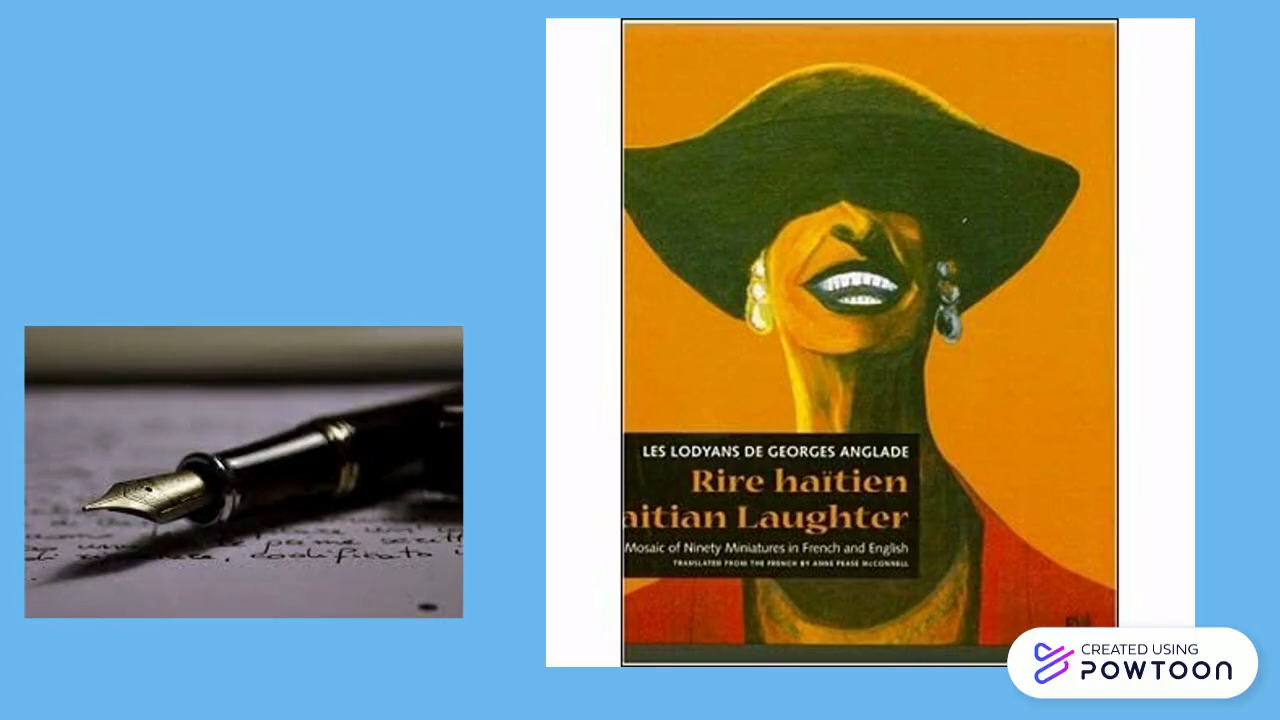 LES LODYANS DE GEORGES ANGLADE
Rire haïtien
aitian Laughter
Mosaic of Ninety Miniatures in French and English
TRANSLATED FROM THE FRENCH BY ANNE PEASE McCONNELL
CREATED USING
POWTOON